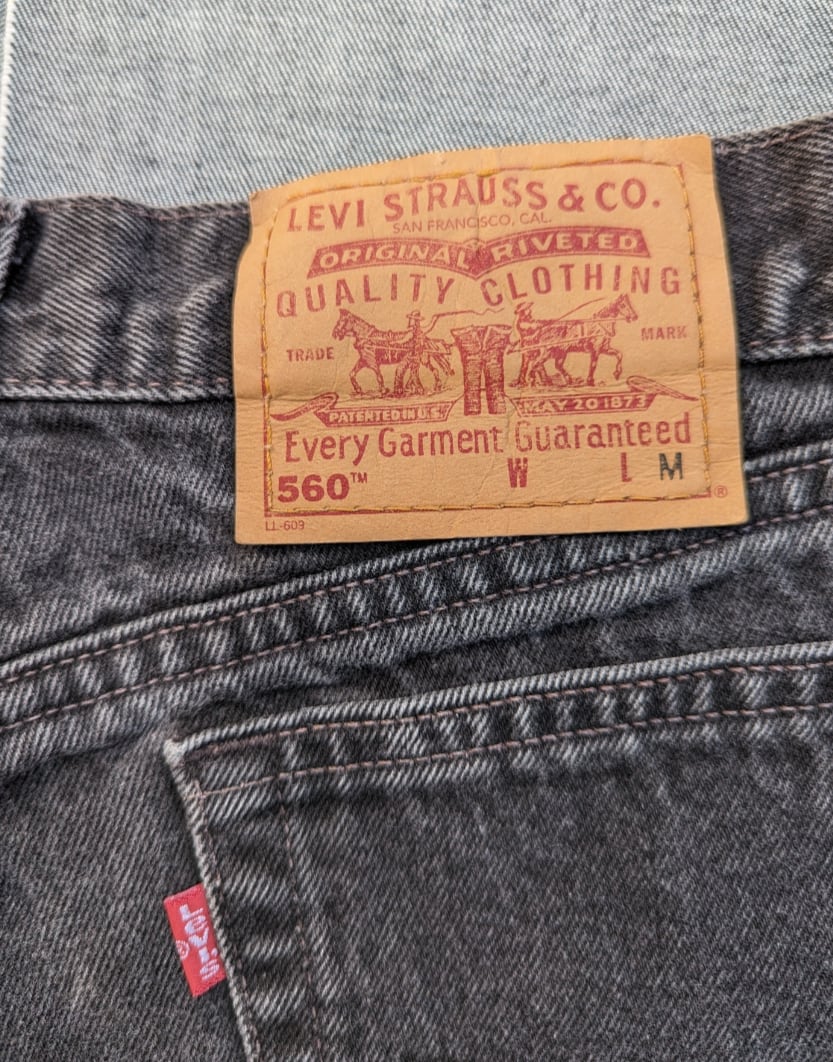 LEVI STRAUSS & CO.
SAN FRANCISCO, CAL.
ORIGINAL RIVETED
QUALITY CLOTHING
TRADE MARK
PATENTED IN U.S. MAY 20 1873
Every Garment Guaranteed
560™ W L M
®
LL-609
LEVI'S
®